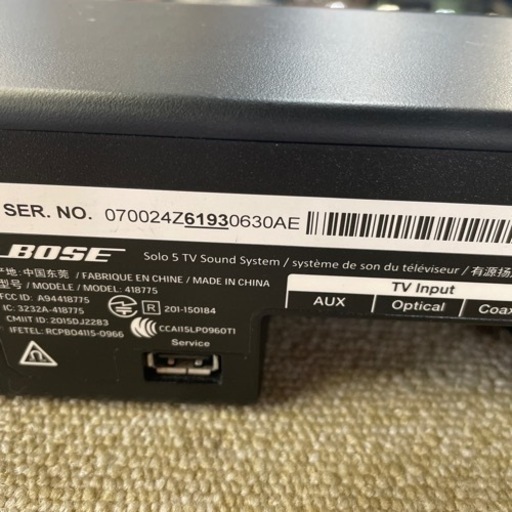 SER. NO. 070024Z61930630AE
BOSE Solo 5 TV Sound System / système de son du téléviseur / 有源扬
产地: 中国东莞 / FABRIQUE EN CHINE / MADE IN CHINA
型号 / MODELE / MODEL: 418775
FCC ID: A94418775
IC: 3232A-418775
CMIIT ID: 2015DJ2283
IFETEL: RCPBO4115-0966
R 201-150184
CCAI15LP0960T1
Service
TV Input
AUX Optical Coax